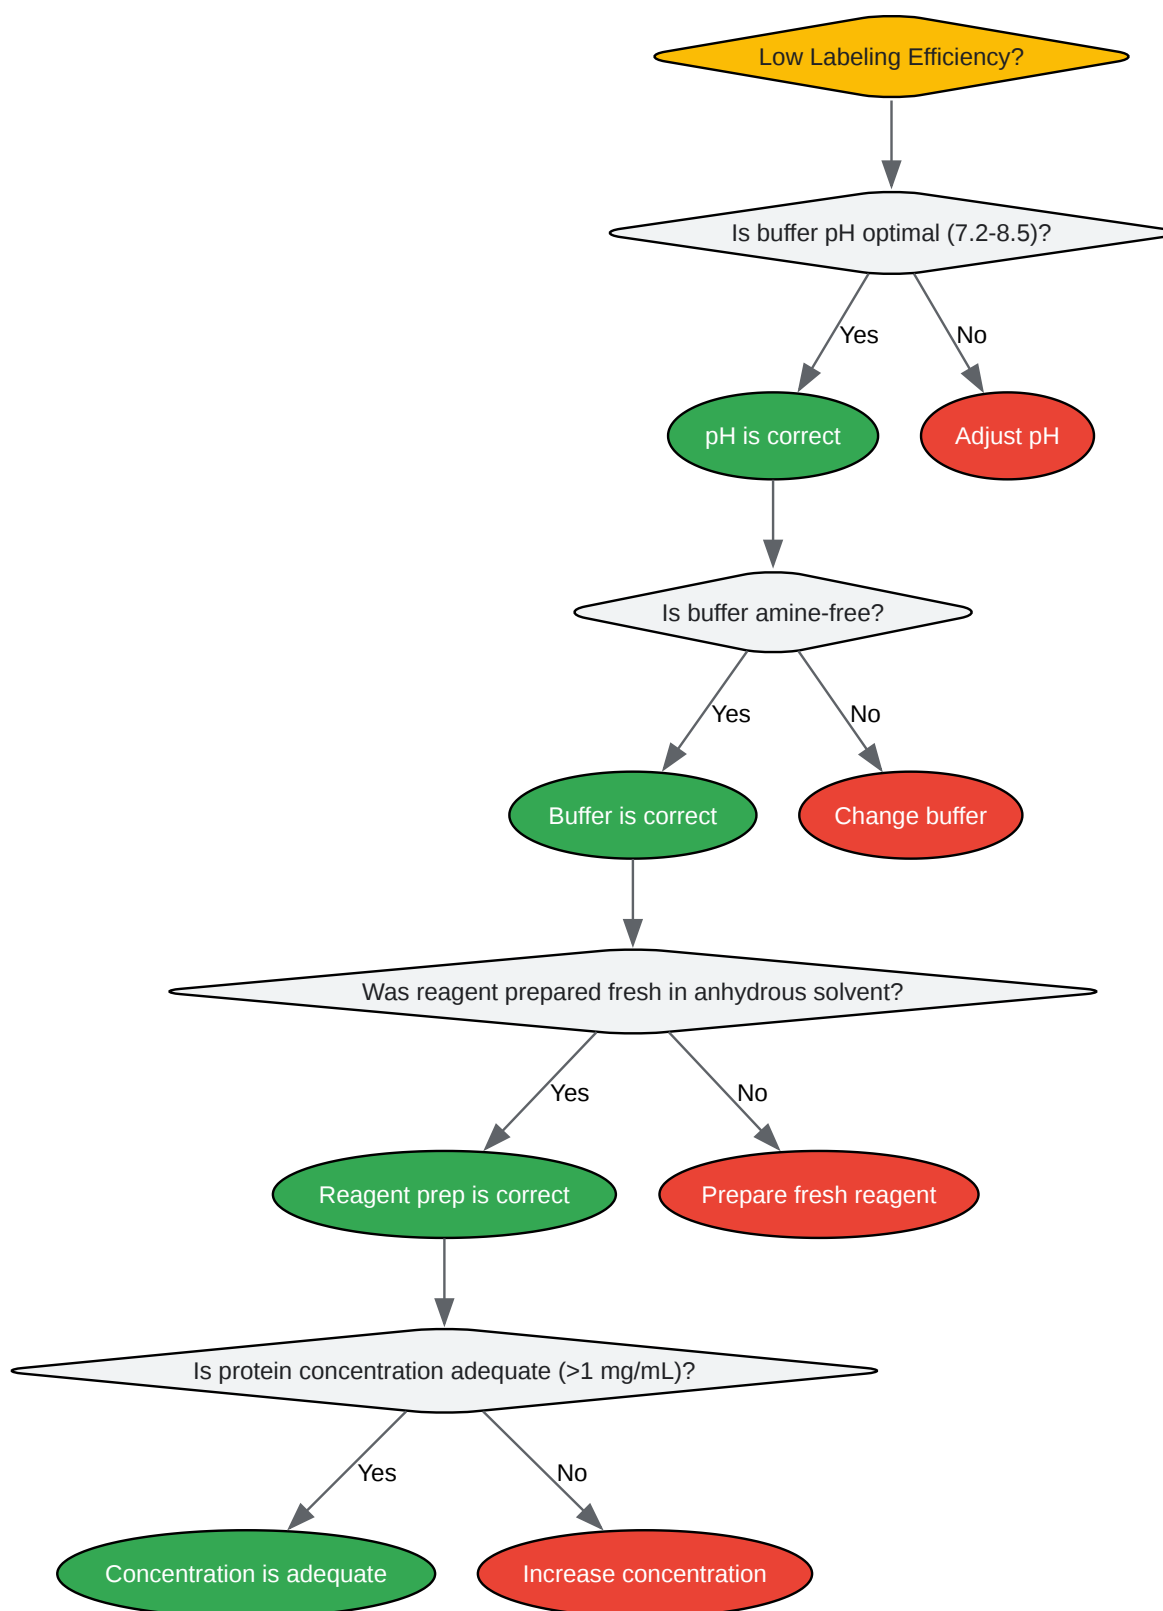 Low Labeling Efficiency?
Is buffer pH optimal (7.2-8.5)?
Yes
No
pH is correct
Adjust pH
Is buffer amine-free?
Yes
No
Buffer is correct
Change buffer
Was reagent prepared fresh in anhydrous solvent?
Yes
No
Reagent prep is correct
Prepare fresh reagent
Is protein concentration adequate (>1 mg/mL)?
Yes
No
Concentration is adequate
Increase concentration